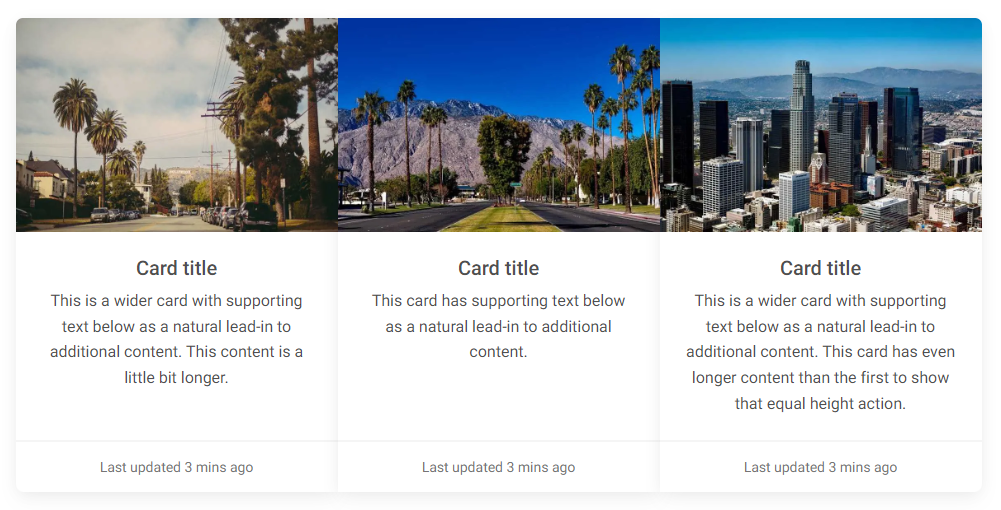 Card title
This is a wider card with supporting
text below as a natural lead-in to
additional content. This content is a
little bit longer.
Last updated 3 mins ago
Card title
This card has supporting text below
as a natural lead-in to additional
content.
Last updated 3 mins ago
Card title
This is a wider card with supporting
text below as a natural lead-in to
additional content. This card has even
longer content than the first to show
that equal height action.
Last updated 3 mins ago